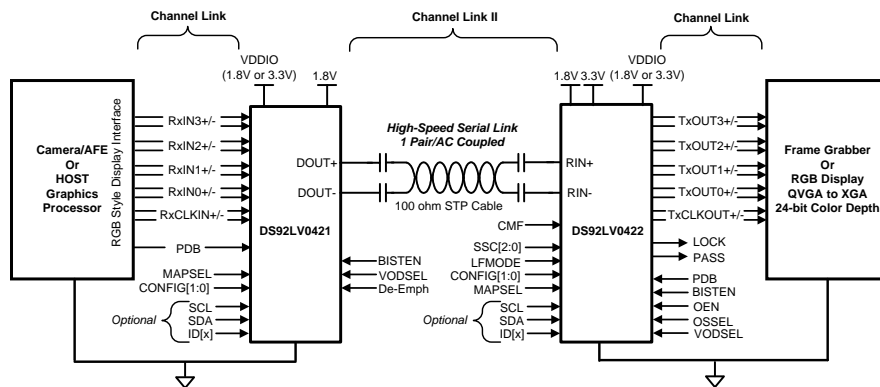 Channel Link
Channel Link II
Channel Link
VDDIO
(1.8V or 3.3V)
1.8V
1.8V
3.3V
VDDIO
(1.8V or 3.3V)
Camera/AFE
Or
HOST
Graphics
Processor
RGB Style Display Interface
RxIN3+/-
RxIN2+/-
RxIN1+/-
RxIN0+/-
RxCLKIN+/-
PDB
MAPSEL
CONFIG[1:0]
SCL
SDA
ID[x]
Optional
DS92LV0421
DOUT+
DOUT-
BISTEN
VODSEL
De-Emph
High-Speed Serial Link
1 Pair/AC Coupled
100 ohm STP Cable
RIN+
RIN-
DS92LV0422
CMF
SSC[2:0]
LFMODE
CONFIG[1:0]
MAPSEL
SCL
SDA
ID[x]
Optional
TxOUT3+/-
TxOUT2+/-
TxOUT1+/-
TxOUT0+/-
TxCLKOUT+/-
LOCK
PASS
PDB
BISTEN
OEN
OSSEL
VODSEL
Frame Grabber
Or
RGB Display
QVGA to XGA
24-bit Color Depth